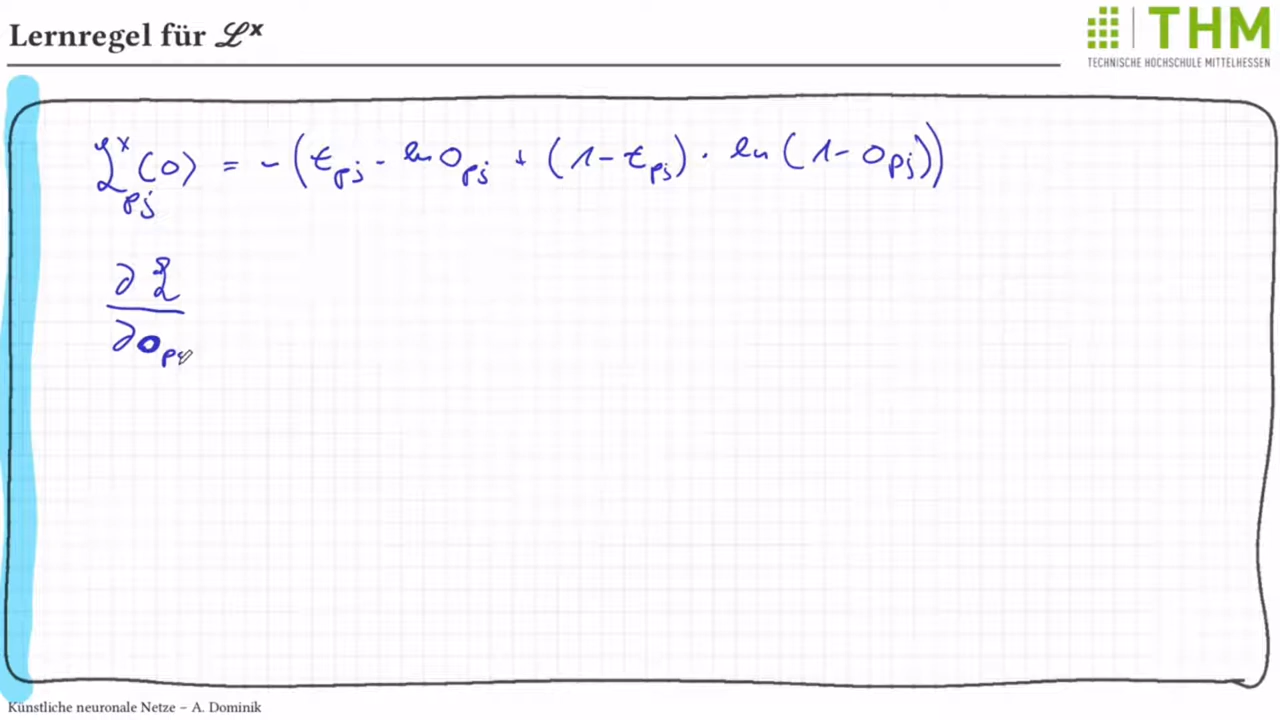 Lernregel für ℒˣ
THM
TECHNISCHE HOCHSCHULE MITTELHESSEN
ℒˣ_pj (o) = - (t_pj · ln o_pj + (1 - t_pj) · ln (1 - o_pj))
∂ℒ
∂o_pj
Künstliche neuronale Netze – A. Dominik